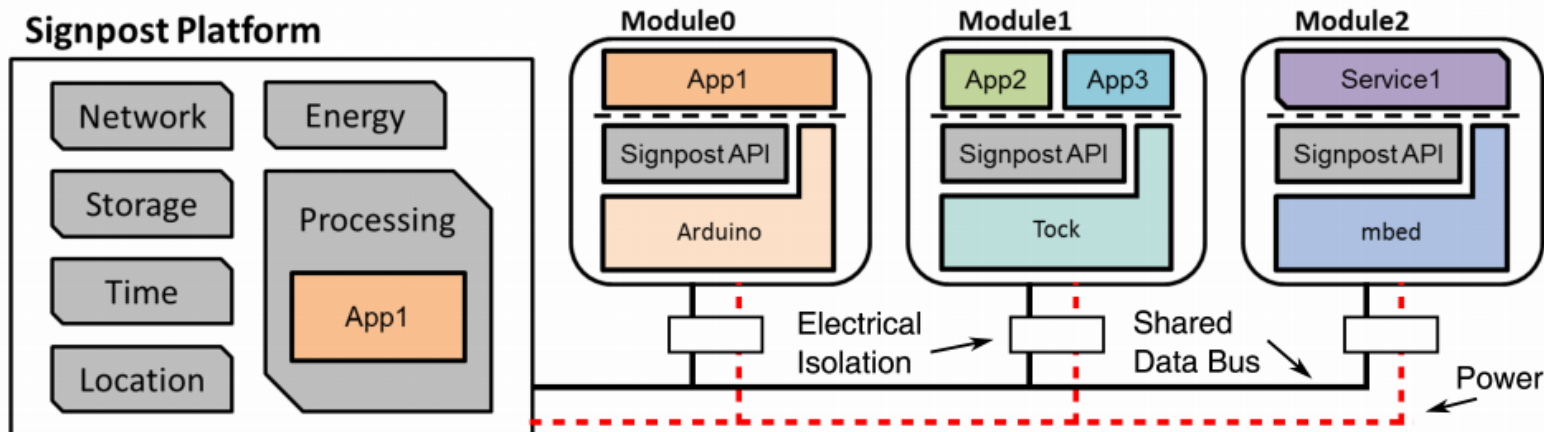 Signpost Platform
Network
Energy
Storage
Processing
Time
App1
Location
Module0
App1
Signpost API
Arduino
Module1
App2
App3
Signpost API
Tock
Module2
Service1
Signpost API
mbed
Electrical
Isolation
Shared
Data Bus
Power